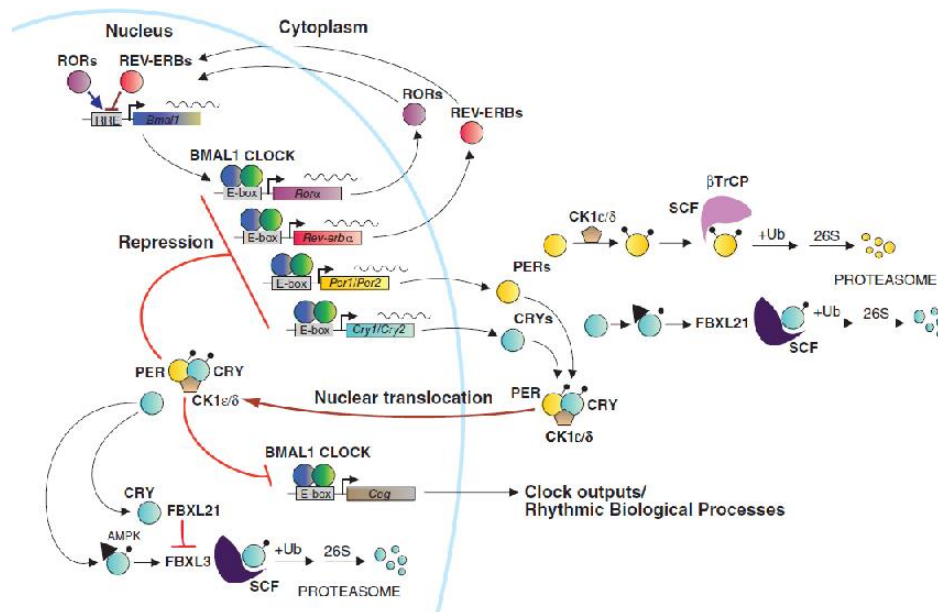 Nucleus
Cytoplasm
RORs
REV-ERBs
RRE
Bmal1
RORs
REV-ERBs
BMAL1 CLOCK
E-box
Rorα
E-box
Rev-erbα
Repression
E-box
Per1/Per2
E-box
Cry1/Cry2
PERs
CRYs
βTrCP
SCF
CK1ε/δ
+Ub
26S
PROTEASOME
FBXL21
SCF
+Ub
26S
PER
CRY
CK1ε/δ
Nuclear translocation
PER
CRY
CK1ε/δ
BMAL1 CLOCK
E-box
Ccg
Clock outputs/
Rhythmic Biological Processes
CRY
FBXL21
AMPK
FBXL3
SCF
+Ub
26S
PROTEASOME